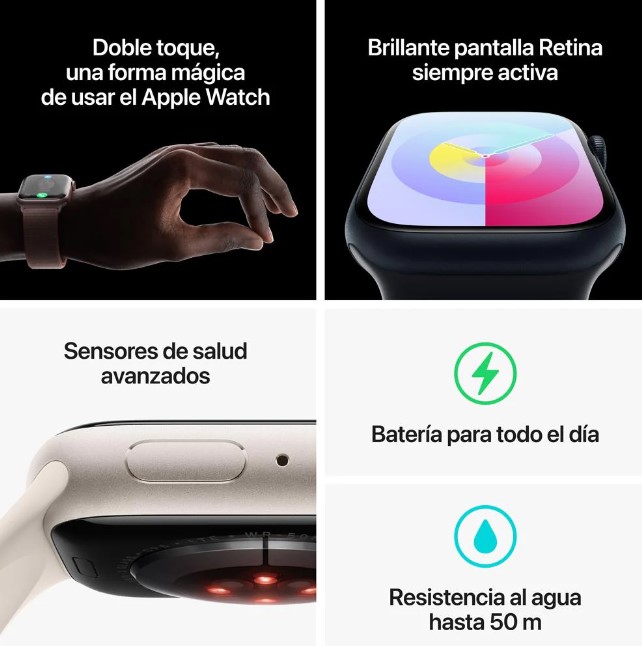 Doble toque,
una forma mágica
de usar el Apple Watch
Brillante pantalla Retina
siempre activa
Sensores de salud
avanzados
Batería para todo el día
Resistencia al agua
hasta 50 m